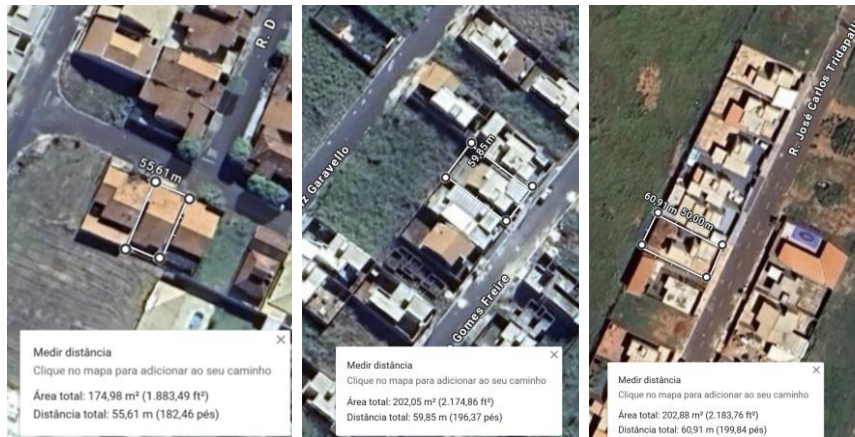 R. D
55,61 m
Medir distância
Clique no mapa para adicionar ao seu caminho
Área total: 174,98 m² (1.883,49 ft²)
Distância total: 55,61 m (182,46 pés)
59,85 m
iz Garavello
Gomes Freire
Medir distância
Clique no mapa para adicionar ao seu caminho
Área total: 202,05 m² (2.174,86 ft²)
Distância total: 59,85 m (196,37 pés)
R. José Carlos Tridapalli
60,91 m 50,00 m
Medir distância
Clique no mapa para adicionar ao seu caminho
Área total: 202,88 m² (2.183,76 ft²)
Distância total: 60,91 m (199,84 pés)